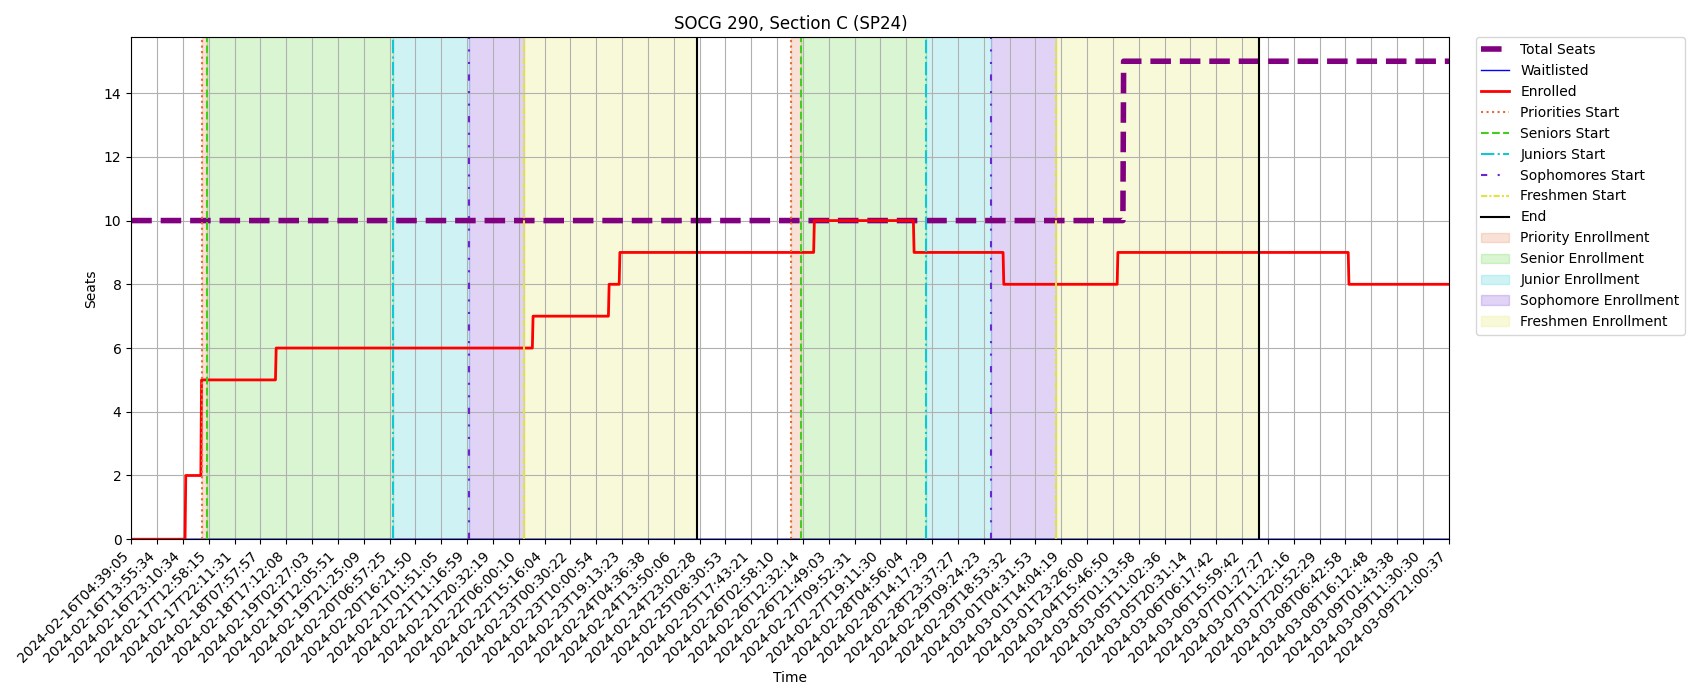 SOCG 290, Section C (SP24)
Seats
14
12
10
8
6
4
2
0
2024-02-16T04:39:05
2024-02-16T13:55:34
2024-02-16T23:10:34
2024-02-17T12:58:15
2024-02-17T22:11:31
2024-02-18T07:57:57
2024-02-18T17:12:08
2024-02-19T02:27:03
2024-02-19T12:05:51
2024-02-19T21:25:09
2024-02-20T06:57:25
2024-02-20T16:21:50
2024-02-21T01:51:05
2024-02-21T11:16:59
2024-02-21T20:32:19
2024-02-22T06:00:10
2024-02-22T15:16:04
2024-02-23T00:30:22
2024-02-23T10:00:54
2024-02-23T19:13:23
2024-02-24T04:36:38
2024-02-24T13:50:06
2024-02-24T23:02:28
2024-02-25T08:30:53
2024-02-25T17:43:21
2024-02-26T02:58:10
2024-02-26T12:32:14
2024-02-26T21:49:03
2024-02-27T09:52:31
2024-02-27T19:11:30
2024-02-28T04:56:04
2024-02-28T14:17:29
2024-02-28T23:37:27
2024-02-29T09:24:23
2024-02-29T18:53:32
2024-03-01T04:31:53
2024-03-01T14:04:19
2024-03-01T23:26:00
2024-03-04T15:46:50
2024-03-05T01:13:58
2024-03-05T11:02:36
2024-03-05T20:31:14
2024-03-06T06:17:42
2024-03-06T15:59:42
2024-03-07T01:27:27
2024-03-07T11:22:16
2024-03-07T20:52:29
2024-03-08T06:42:58
2024-03-08T16:12:48
2024-03-09T01:43:38
2024-03-09T11:30:30
2024-03-09T21:00:37
Time
Total Seats
Waitlisted
Enrolled
Priorities Start
Seniors Start
Juniors Start
Sophomores Start
Freshmen Start
End
Priority Enrollment
Senior Enrollment
Junior Enrollment
Sophomore Enrollment
Freshmen Enrollment